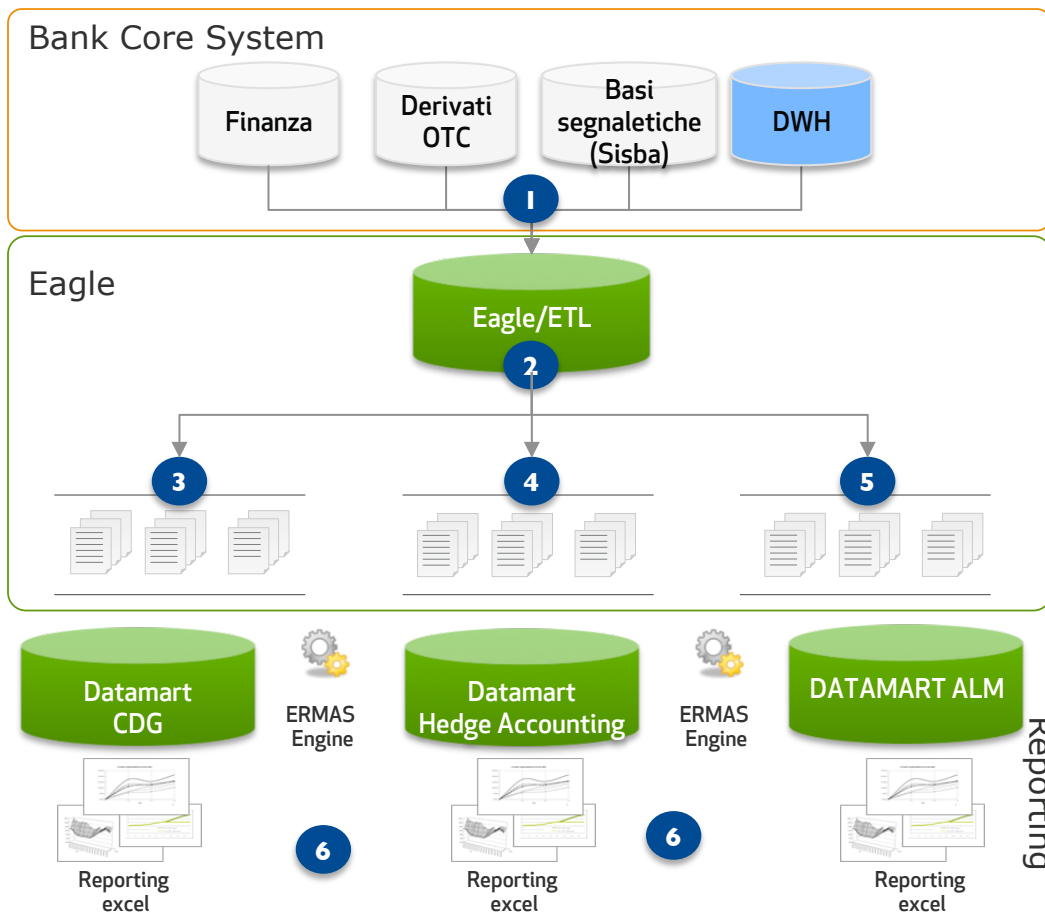 Bank Core System
Finanza
Derivati
OTC
Basi
segnaletiche
(Sisba)
DWH
1
Eagle
Eagle/ETL
2
3
4
5
Datamart
CDG
ERMAS
Engine
Datamart
Hedge Accounting
ERMAS
Engine
DATAMART ALM
Reporting
6
6
Reporting
excel
Reporting
excel
Reporting
excel